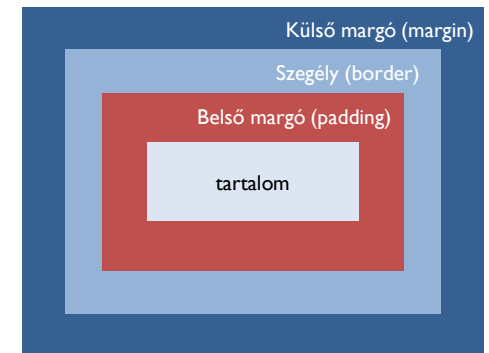 Külső margó (margin)
Szegély (border)
Belső margó (padding)
tartalom